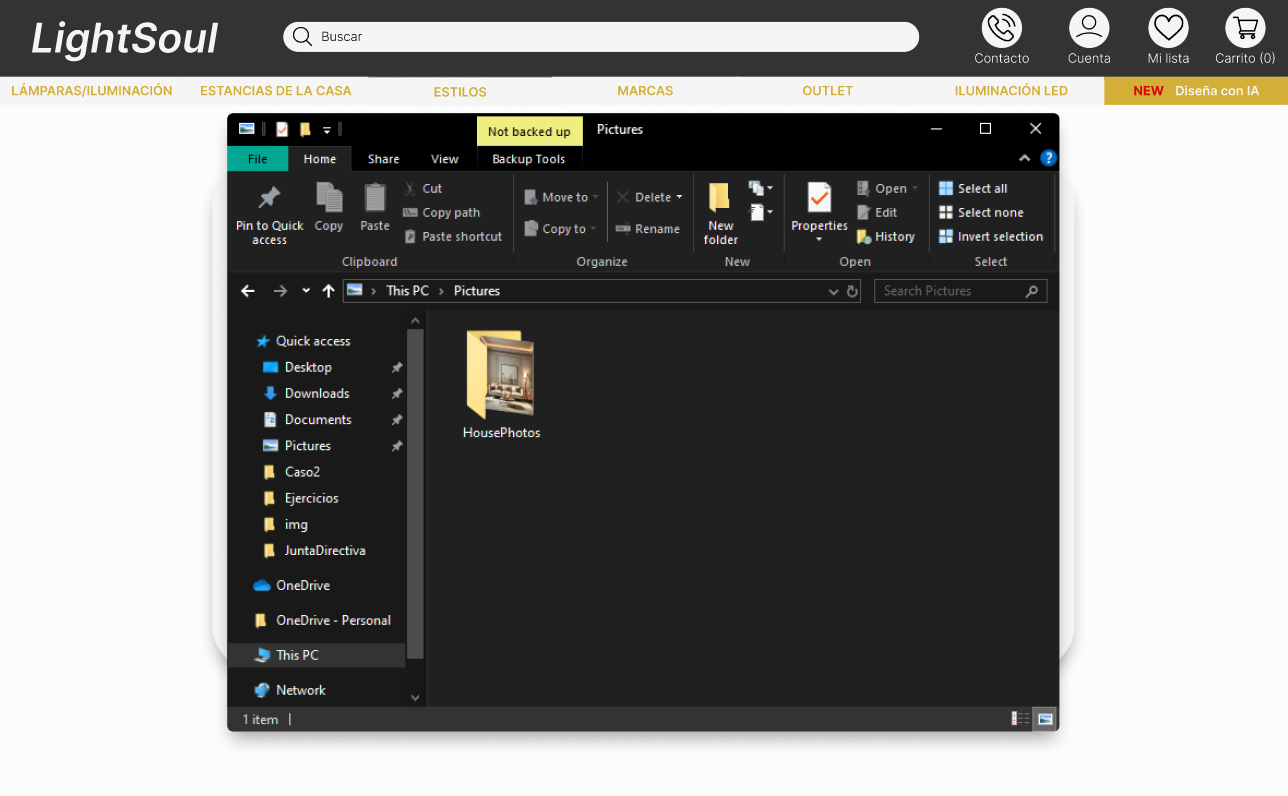 LightSoul
Buscar
Contacto
Cuenta
Mi lista
Carrito (0)
LÁMPARAS/ILUMINACIÓN
ESTANCIAS DE LA CASA
ESTILOS
MARCAS
OUTLET
ILUMINACIÓN LED
NEW Diseña con IA
Not backed up
Pictures
File
Home
Share
View
Backup Tools
?
Pin to Quick access
Copy
Paste
Cut
Copy path
Paste shortcut
Clipboard
Move to
Copy to
Delete
Rename
Organize
New folder
New
Properties
Open
Edit
History
Open
Select all
Select none
Invert selection
Select
This PC
Pictures
Search Pictures
Quick access
Desktop
Downloads
Documents
Pictures
Caso2
Ejercicios
img
JuntaDirectiva
OneDrive
OneDrive - Personal
This PC
Network
HousePhotos
1 item